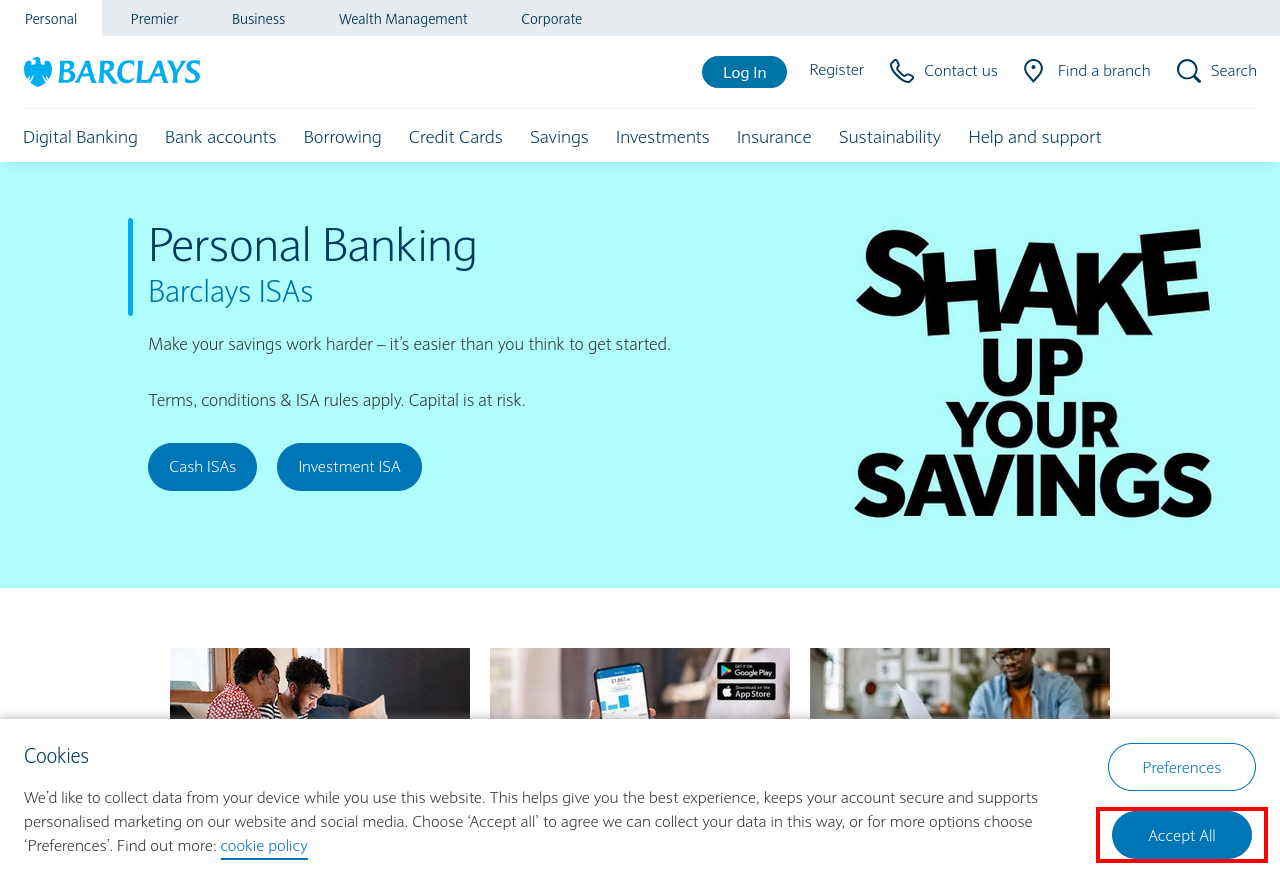 Personal Premier Business Wealth Management Corporate
BARCLAYS
Log In Register Contact us Find a branch Search
Digital Banking Bank accounts Borrowing Credit Cards Savings Investments Insurance Sustainability Help and support
Personal Banking
Barclays ISAs
Make your savings work harder – it’s easier than you think to get started.
Terms, conditions & ISA rules apply. Capital is at risk.
Cash ISAs Investment ISA
SHAKE
UP
YOUR
SAVINGS
GET IT ON
Google Play
Download on the
App Store
Cookies
We’d like to collect data from your device while you use this website. This helps give you the best experience, keeps your account secure and supports
personalised marketing on our website and social media. Choose ‘Accept all’ to agree we can collect your data in this way, or for more options choose
‘Preferences’. Find out more: cookie policy
Preferences
Accept All